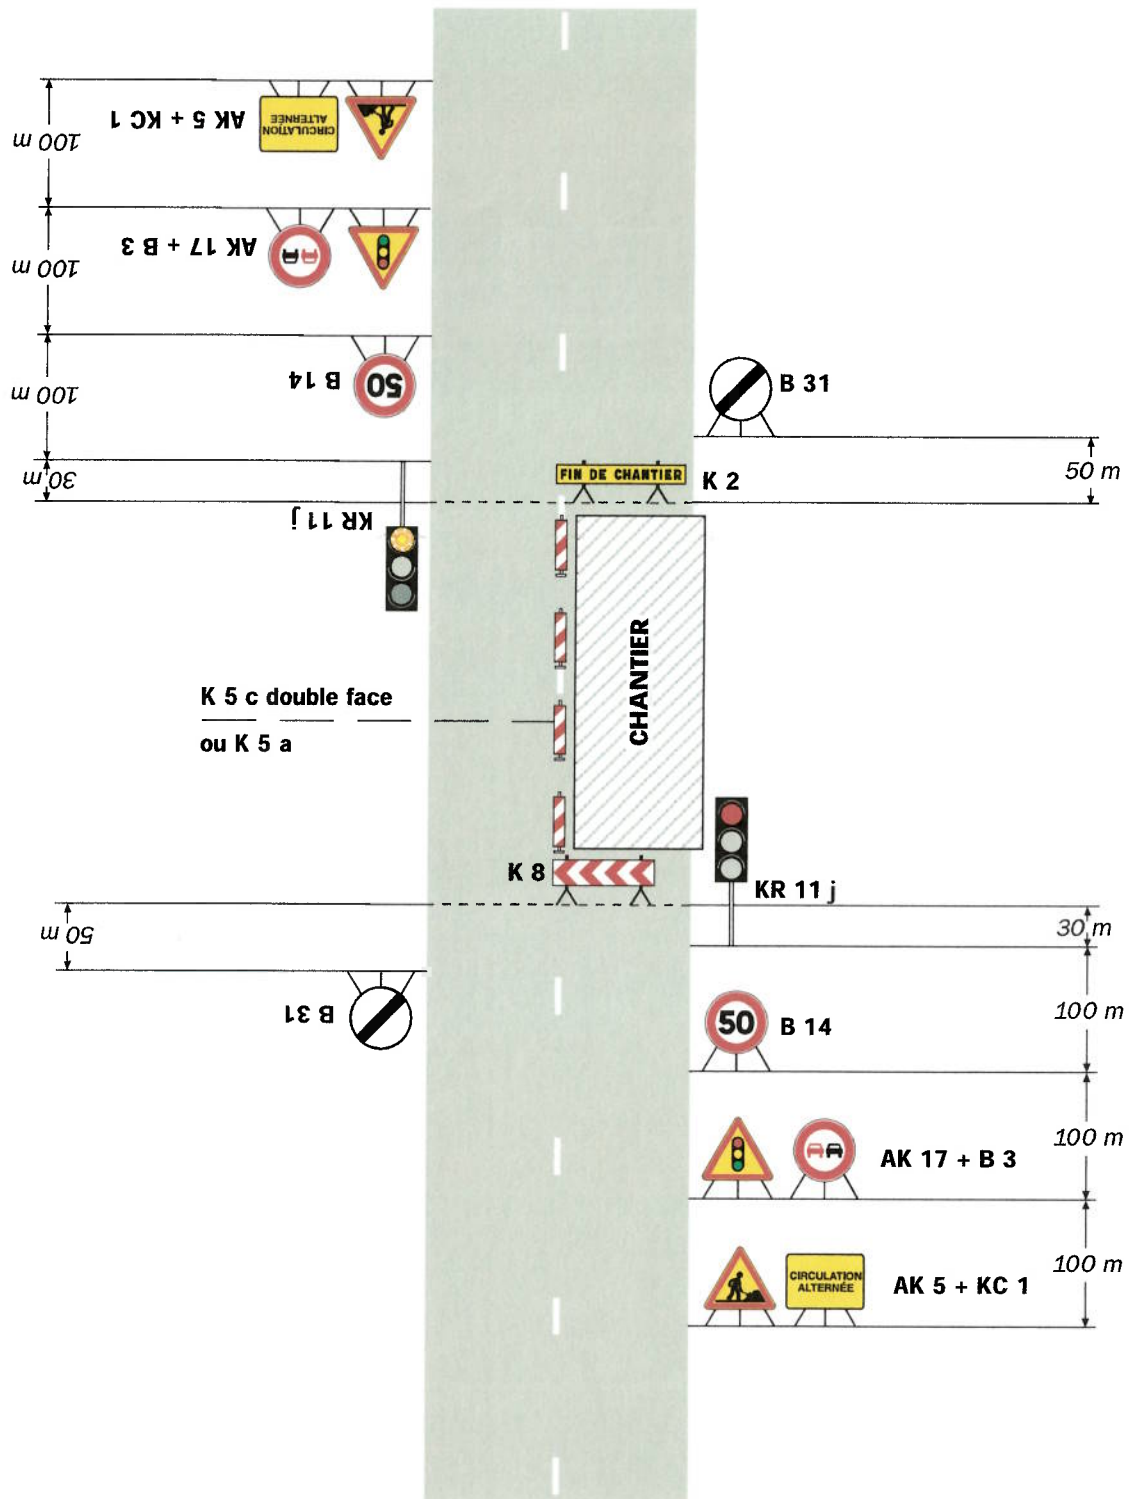 AK 5 + KC 1
CIRCULATION
ALTERNÉE
100 m
AK 17 + B 3
100 m
B 14
50
100 m
B 31
30 m
50 m
FIN DE CHANTIER
K 2
KR 11 j
CHANTIER
K 5 c double face
ou K 5 a
K 8
KR 11 j
50 m
30 m
B 31
50
B 14
100 m
AK 17 + B 3
100 m
CIRCULATION
ALTERNÉE
AK 5 + KC 1
100 m